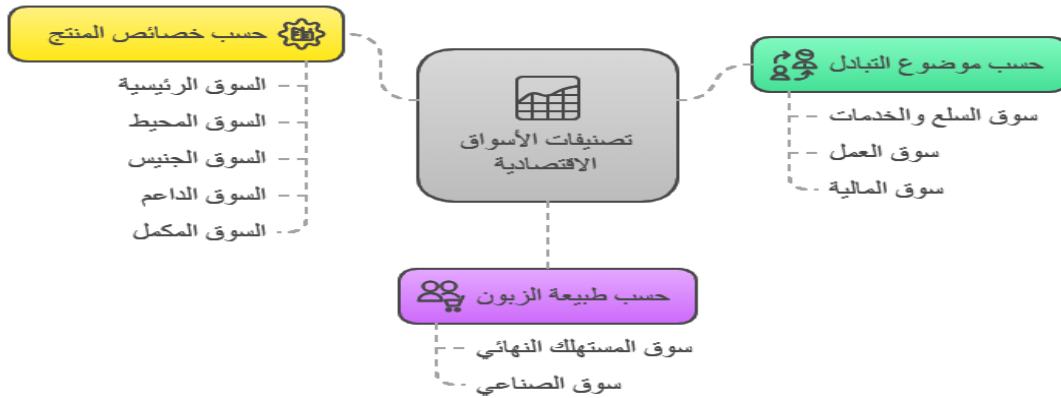 تصنيفات الأسواق
الاقتصادية
حسب موضوع التبادل
سوق السلع والخدمات
سوق العمل
سوق المالية
حسب طبيعة الزبون
سوق المستهلك النهائي
سوق الصناعي
حسب خصائص المنتج
السوق الرئيسية
السوق المحيط
السوق الجنيس
السوق الداعم
السوق المكمل